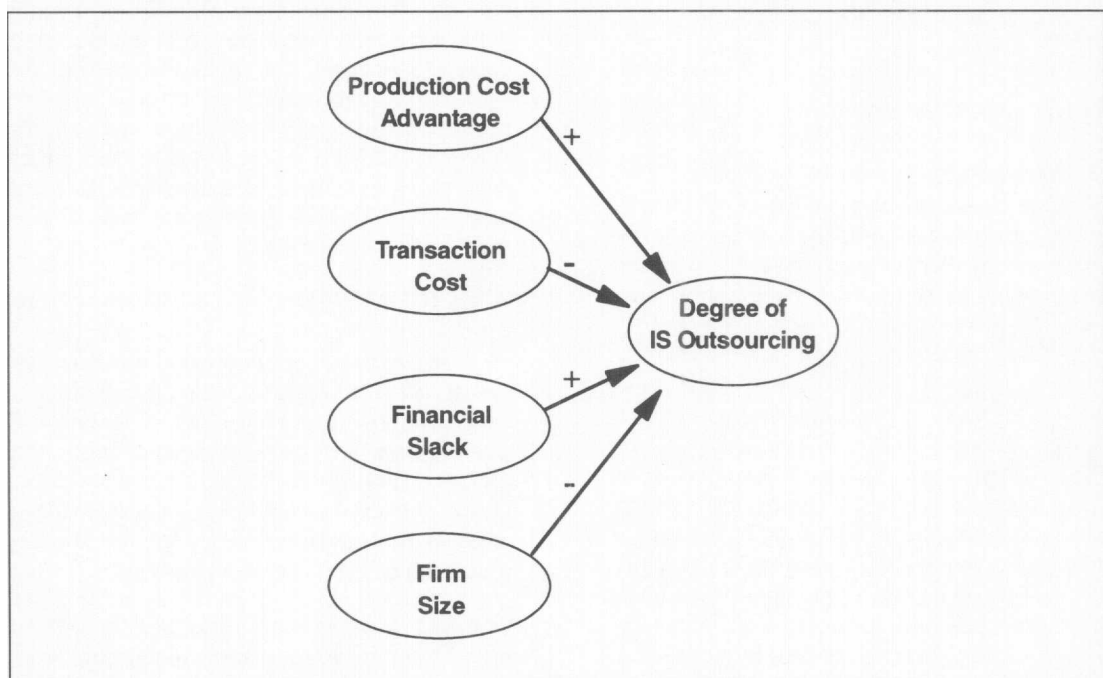 Production Cost
Advantage
+
Transaction
Cost
-
Degree of
IS Outsourcing
+
Financial
Slack
-
Firm
Size